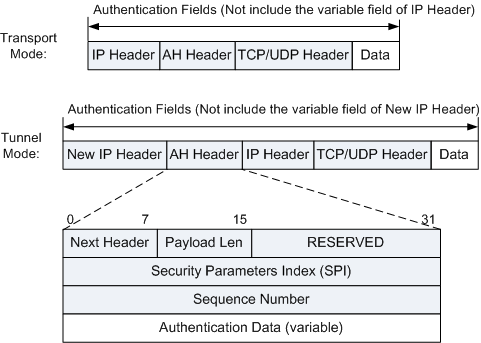 Authentication Fields (Not include the variable field of IP Header)
Transport
Mode:
IP Header AH Header TCP/UDP Header Data
Authentication Fields (Not include the variable field of New IP Header)
Tunnel
Mode:
New IP Header AH Header IP Header TCP/UDP Header Data
0 7 15 31
Next Header Payload Len RESERVED
Security Parameters Index (SPI)
Sequence Number
Authentication Data (variable)